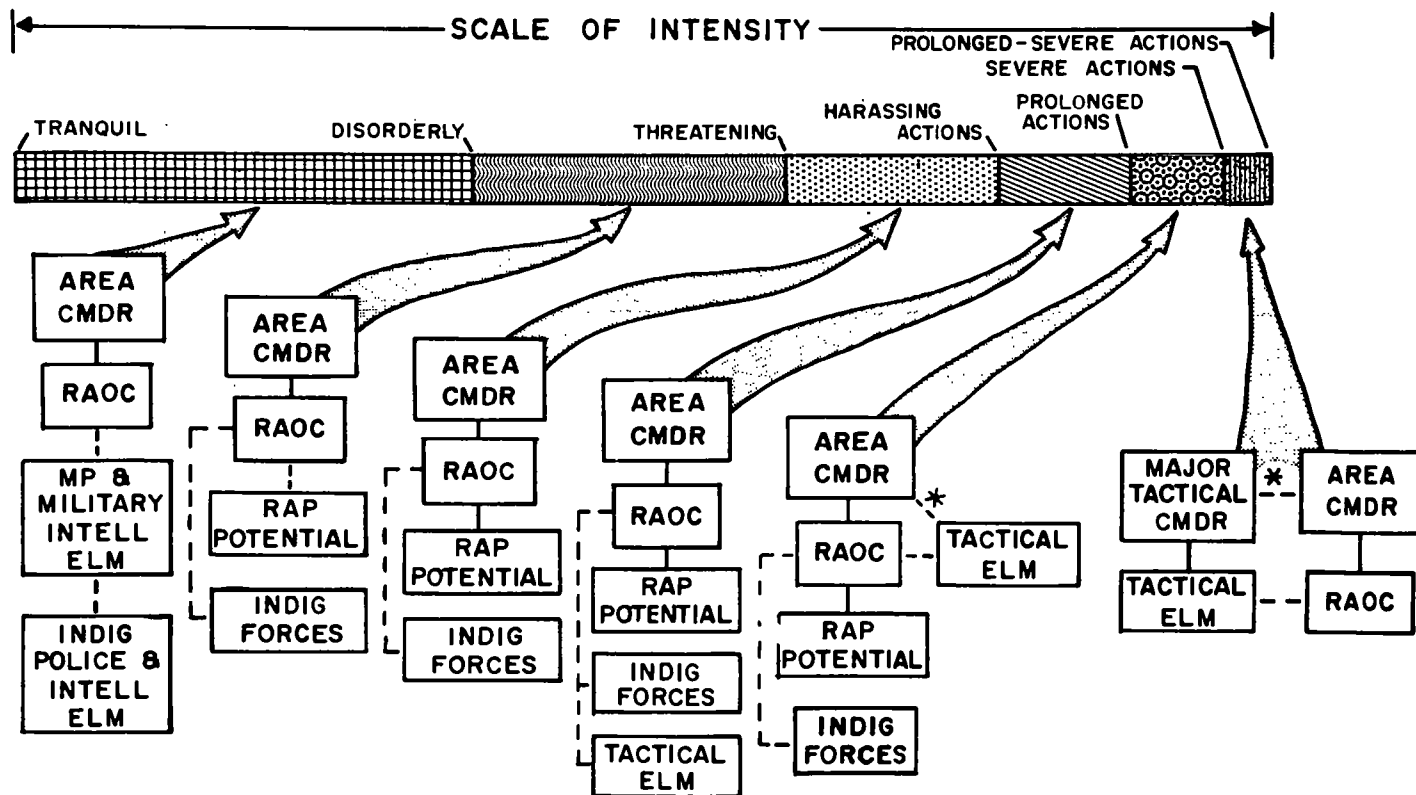 SCALE OF INTENSITY
PROLONGED-SEVERE ACTIONS
SEVERE ACTIONS
TRANQUIL
DISORDERLY
THREATENING
HARASSING
ACTIONS
PROLONGED
ACTIONS
AREA
CMDR
RAOC
MP &
MILITARY
INTELL
ELM
INDIG
POLICE &
INTELL
ELM
AREA
CMDR
RAOC
RAP
POTENTIAL
INDIG
FORCES
AREA
CMDR
RAOC
RAP
POTENTIAL
INDIG
FORCES
AREA
CMDR
RAOC
RAP
POTENTIAL
INDIG
FORCES
TACTICAL
ELM
AREA
CMDR
*
RAOC
TACTICAL
ELM
RAP
POTENTIAL
INDIG
FORCES
MAJOR
TACTICAL
CMDR
*
AREA
CMDR
TACTICAL
ELM
RAOC